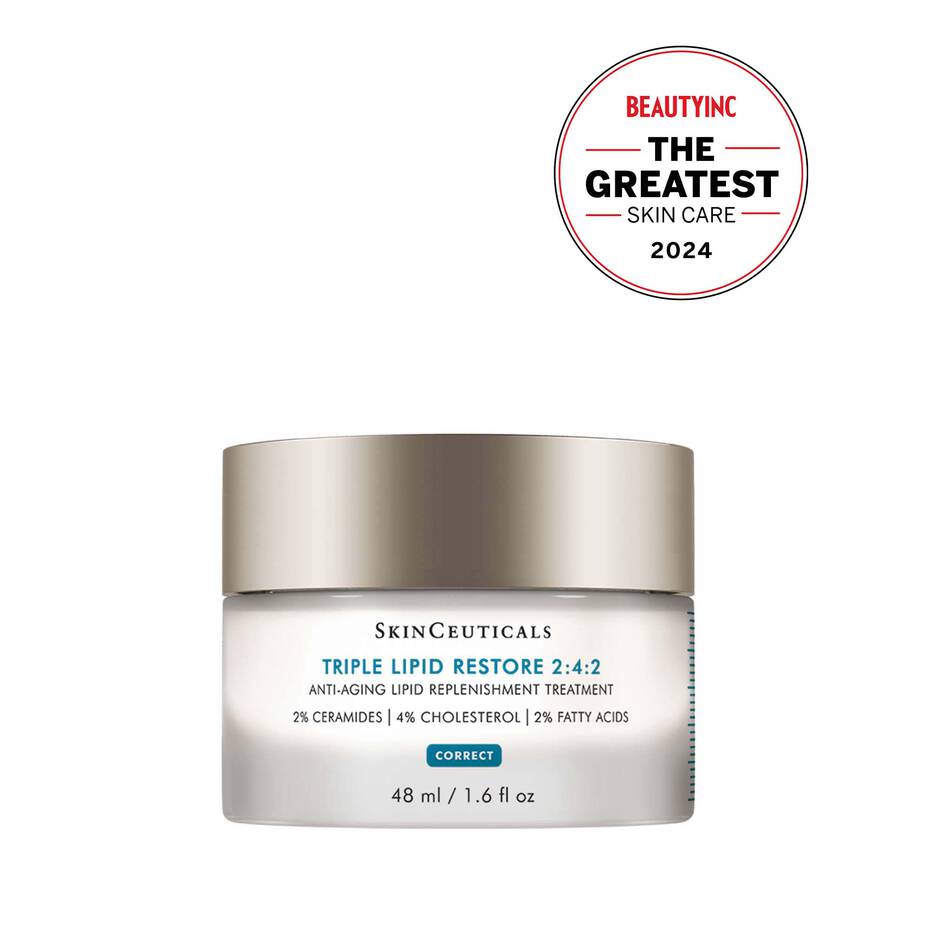 BEAUTYINC
THE
GREATEST
SKIN CARE
2024
SKINCEUTICALS
TRIPLE LIPID RESTORE 2:4:2
ANTI-AGING LIPID REPLENISHMENT TREATMENT
2% CERAMIDES | 4% CHOLESTEROL | 2% FATTY ACIDS
CORRECT
48 ml / 1.6 fl oz